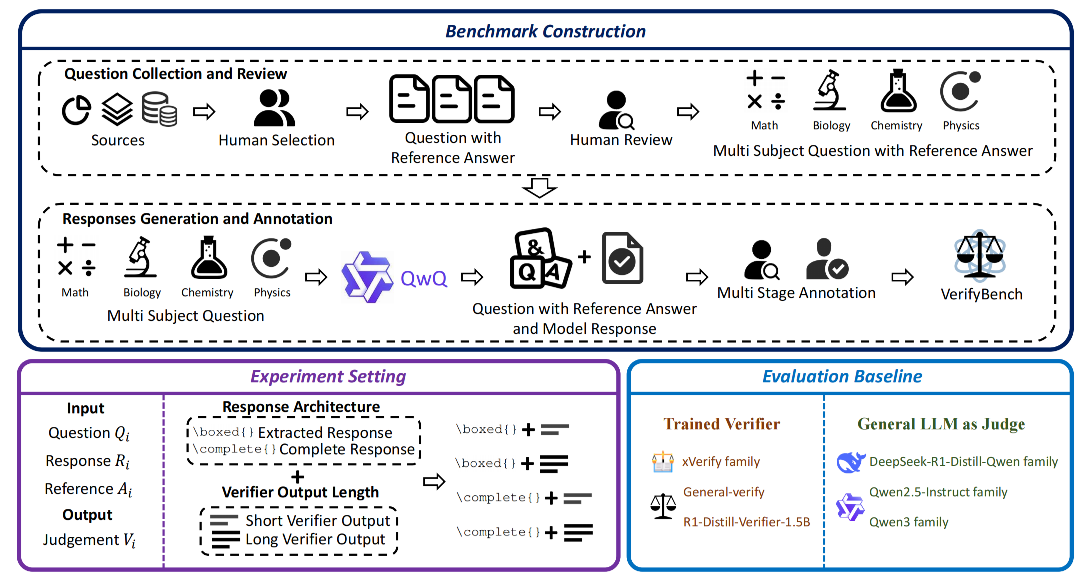 Benchmark Construction
Question Collection and Review
Sources
Human Selection
Question with
Reference Answer
Human Review
Math
Biology
Chemistry
Physics
Multi Subject Question with Reference Answer
Responses Generation and Annotation
Math
Biology
Chemistry
Physics
Multi Subject Question
QwQ
& Q A
Question with Reference Answer
and Model Response
Multi Stage Annotation
VerifyBench
Experiment Setting
Input
Question Qᵢ
Response Rᵢ
Reference Aᵢ
Output
Judgement Vᵢ
Response Architecture
\boxed{} Extracted Response
\complete{} Complete Response
+
Verifier Output Length
Short Verifier Output
Long Verifier Output
\boxed{} +
\boxed{} +
\complete{} +
\complete{} +
Evaluation Baseline
Trained Verifier
xVerify family
General-verify
R1-Distill-Verifier-1.5B
General LLM as Judge
DeepSeek-R1-Distill-Qwen family
Qwen2.5-Instruct family
Qwen3 family